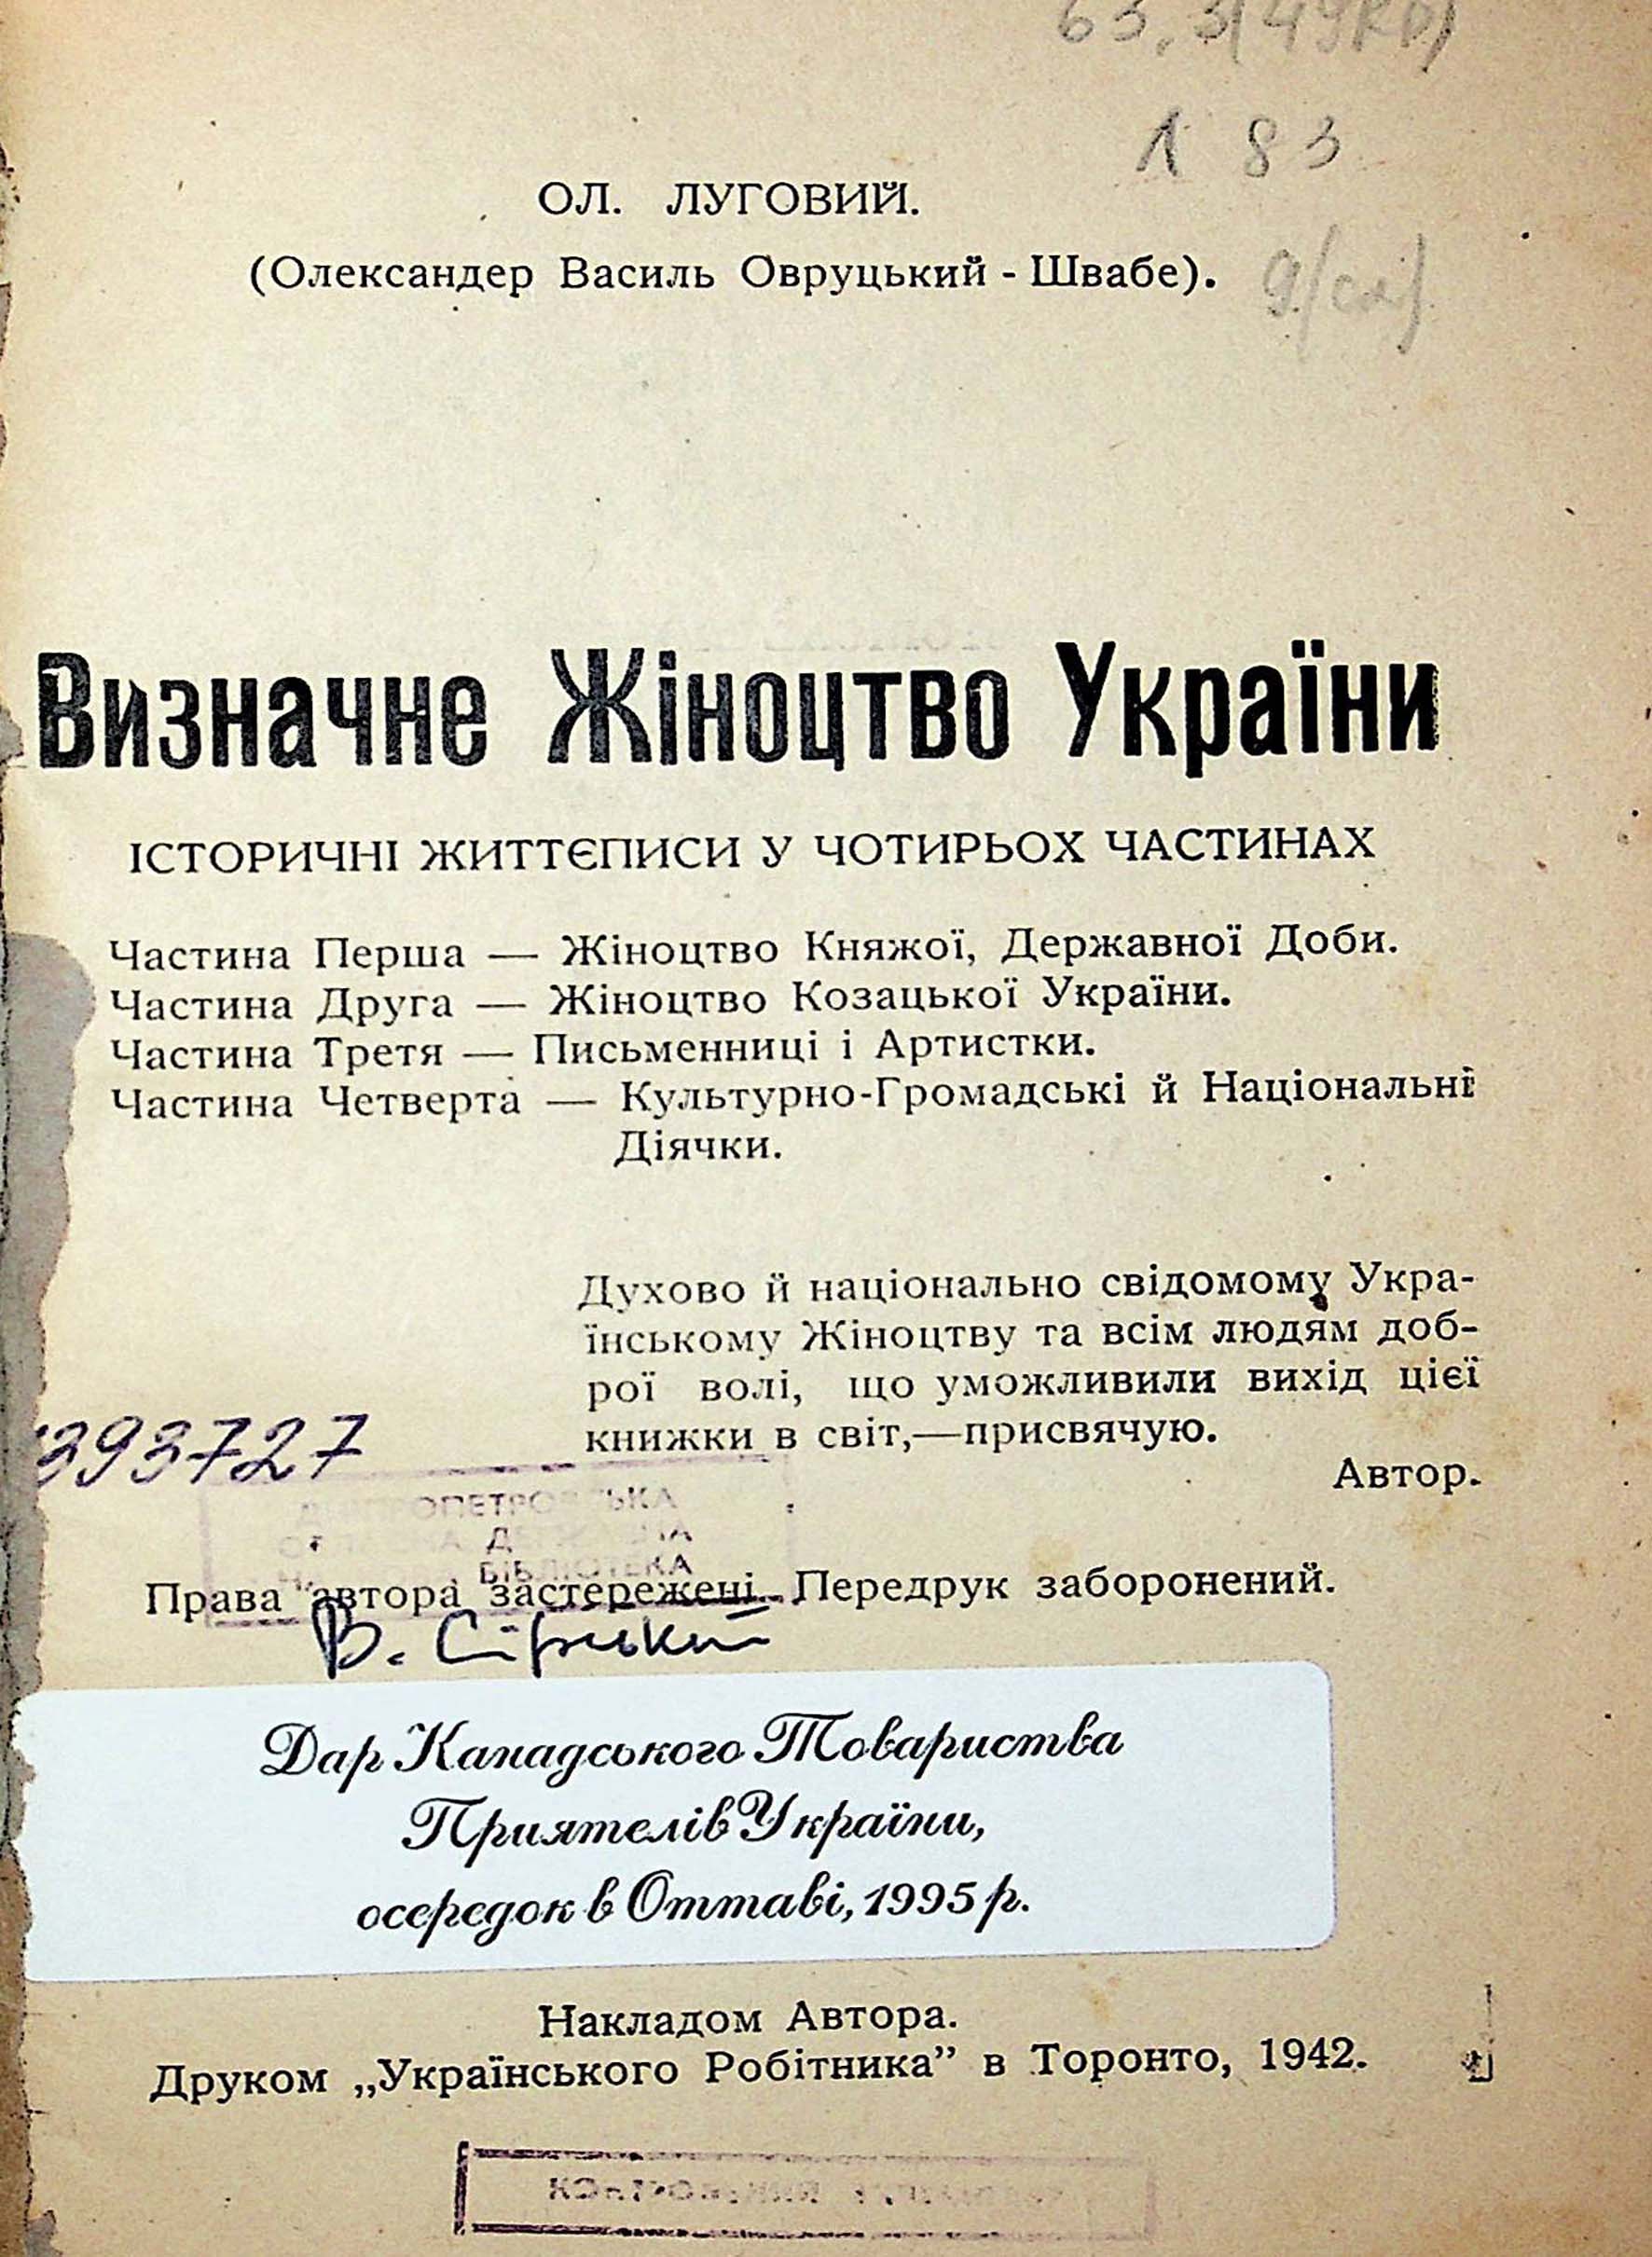 63.3(4УКР)
Л 83
ОЛ. ЛУГОВИЙ.
(Олександер Василь Овруцький - Швабе).
Визначне Жіноцтво України
ІСТОРИЧНІ ЖИТТЄПИСИ У ЧОТИРЬОХ ЧАСТИНАХ
Частина Перша — Жіноцтво Княжої, Державної Доби.
Частина Друга — Жіноцтво Козацької України.
Частина Третя — Письменниці і Артистки.
Частина Четверта — Культурно-Громадські й Національні
Діячки.
Духово й національно свідомому Укра-
їнському Жіноцтву та всім людям доб-
рої волі, що уможливили вихід цієї
книжки в світ,—присвячую.
Автор.
393727
БІБЛІОТЕКА
Права автора застережені. Передрук заборонений.
Дар Канадського Товариства
Приятелів України,
осередок в Оттаві, 1995 р.
Накладом Автора.
Друком „Українського Робітника” в Торонто, 1942.